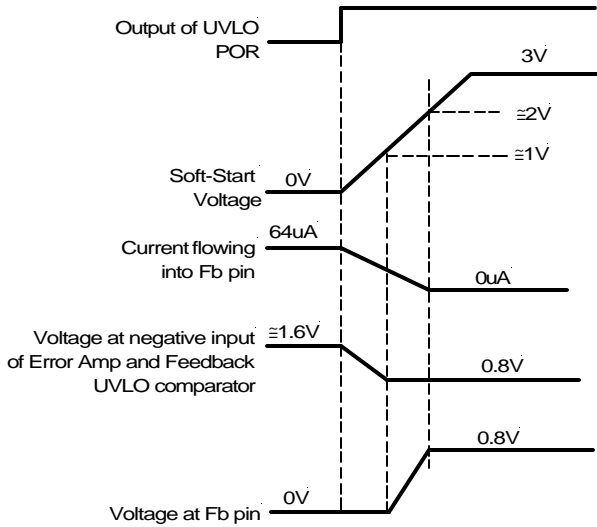 Output of UVLO
POR
3V
≅2V
≅1V
Soft-Start
Voltage
0V
64uA
Current flowing
into Fb pin
0uA
Voltage at negative input
of Error Amp and Feedback
UVLO comparator
≅1.6V
0.8V
0.8V
Voltage at Fb pin
0V